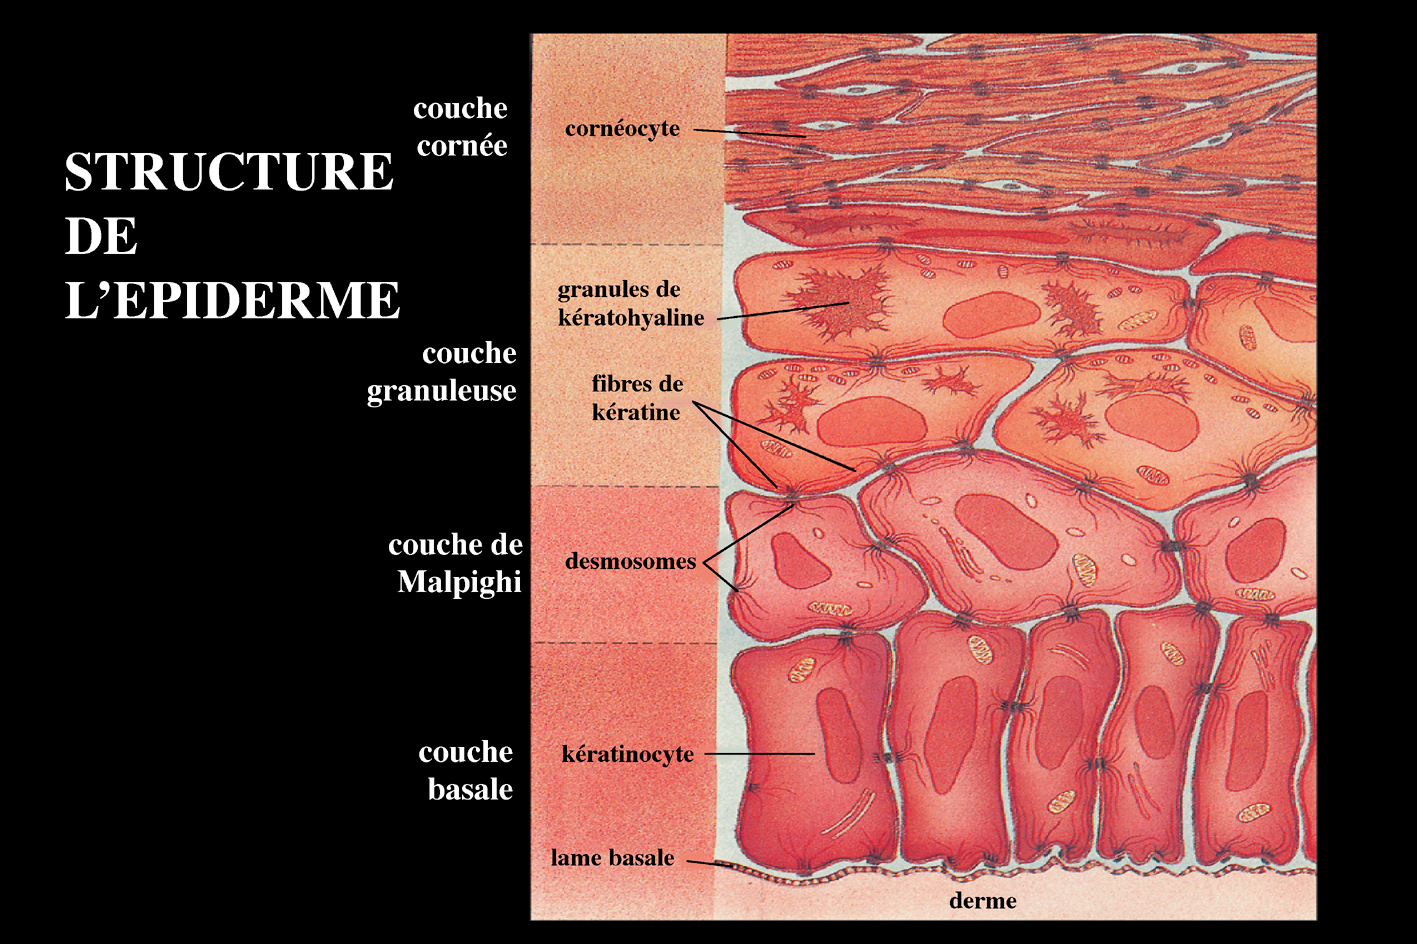 STRUCTURE
DE
L’EPIDERME
couche
cornée
cornéocyte
couche
granuleuse
granules de
kératohyaline
fibres de
kératine
couche de
Malpighi
desmosomes
couche
basale
kératinocyte
lame basale
derme